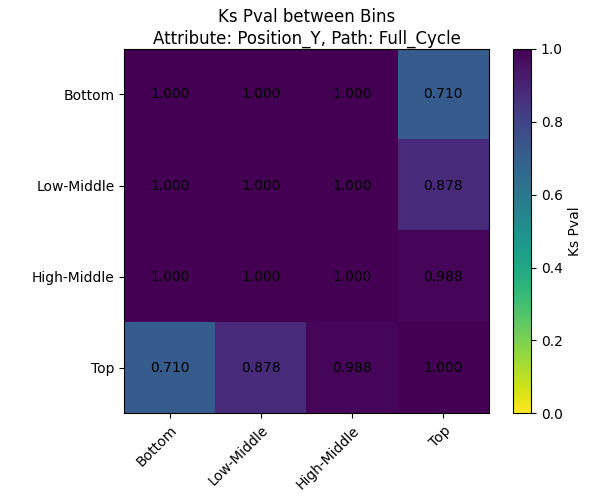 Ks Pval between Bins
Attribute: Position_Y, Path: Full_Cycle
Bottom 1.000 1.000 1.000 0.710
Low-Middle 1.000 1.000 1.000 0.878
High-Middle 1.000 1.000 1.000 0.988
Top 0.710 0.878 0.988 1.000
Bottom Low-Middle High-Middle Top
1.0
0.8
0.6
0.4
0.2
0.0
Ks Pval